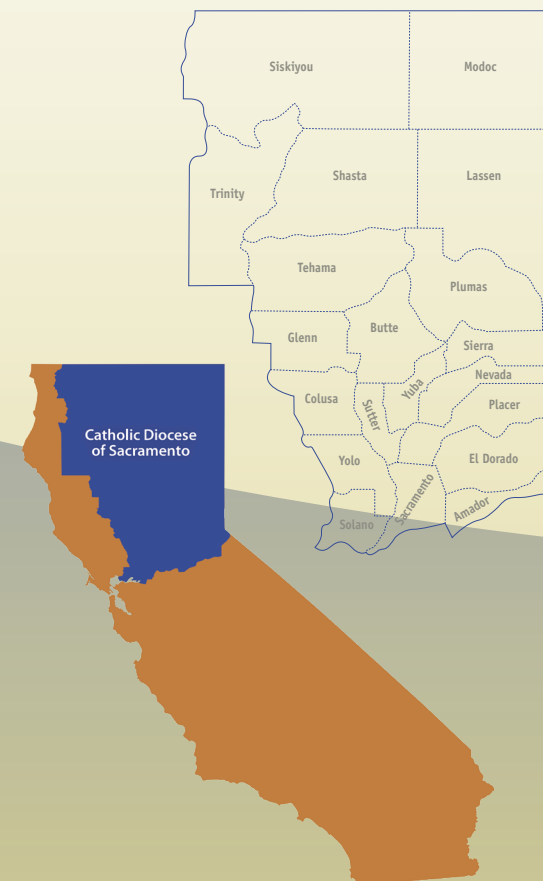 Siskiyou
Modoc
Trinity
Shasta
Lassen
Tehama
Plumas
Glenn
Butte
Sierra
Nevada
Colusa
Sutter
Yuba
Placer
Yolo
El Dorado
Solano
Sacramento
Amador
Catholic Diocese
of Sacramento